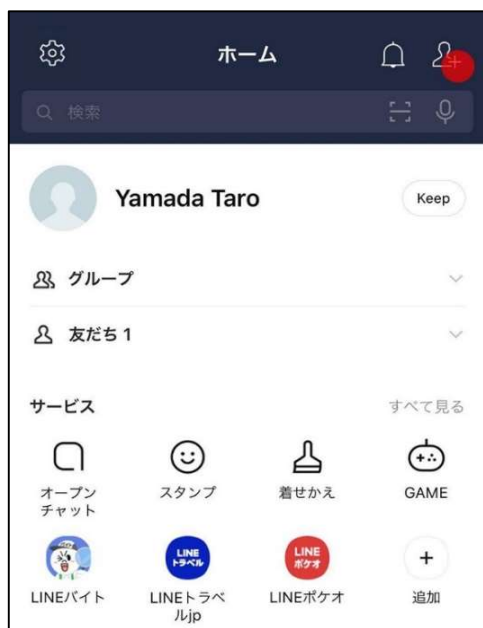 ホーム
検索
Yamada Taro
Keep
グループ
友だち 1
サービス
すべて見る
オープン
チャット
スタンプ
着せかえ
GAME
LINE
トラベル
LINE
ポケオ
LINEバイト
LINEトラベ
ルjp
LINEポケオ
追加